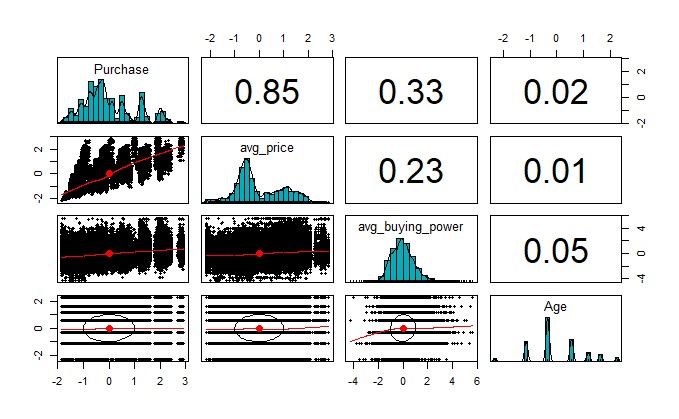 -2 0 1 2 3
-2 0 1 2
Purchase
0.85
0.33
0.02
-2 0 2
avg_price
0.23
0.01
-2 0 2
avg_buying_power
0.05
-4 0 2 4
Age
-2 0 2
-2 -1 0 1 2 3
-4 -2 0 2 4 6